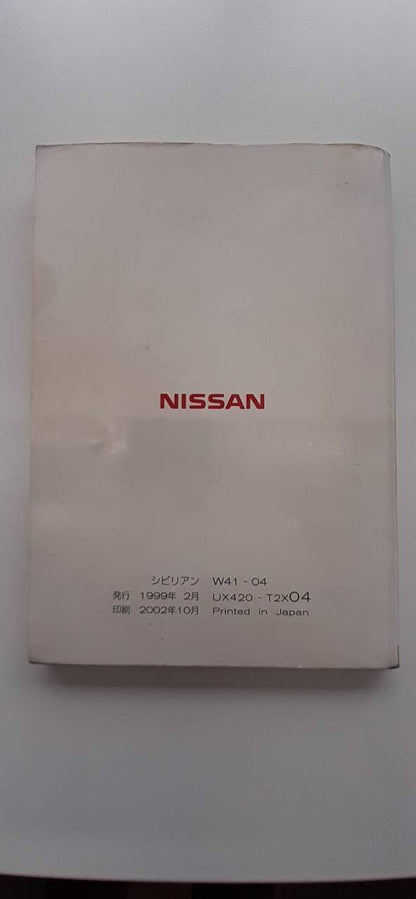 NISSAN
シビリアン W41 - 04
発行 1999年 2月 UX420 - T2X04
印刷 2002年10月 Printed in Japan